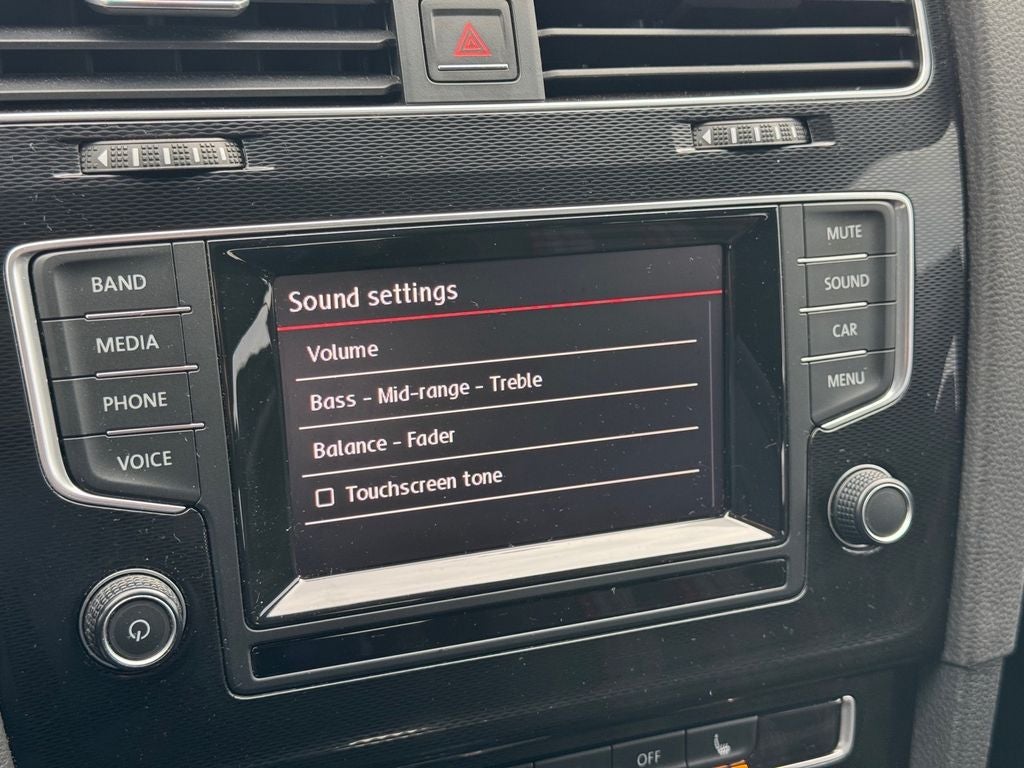 BAND
MEDIA
PHONE
VOICE
Sound settings
Volume
Bass - Mid-range - Treble
Balance - Fader
Touchscreen tone
MUTE
SOUND
CAR
MENU
OFF